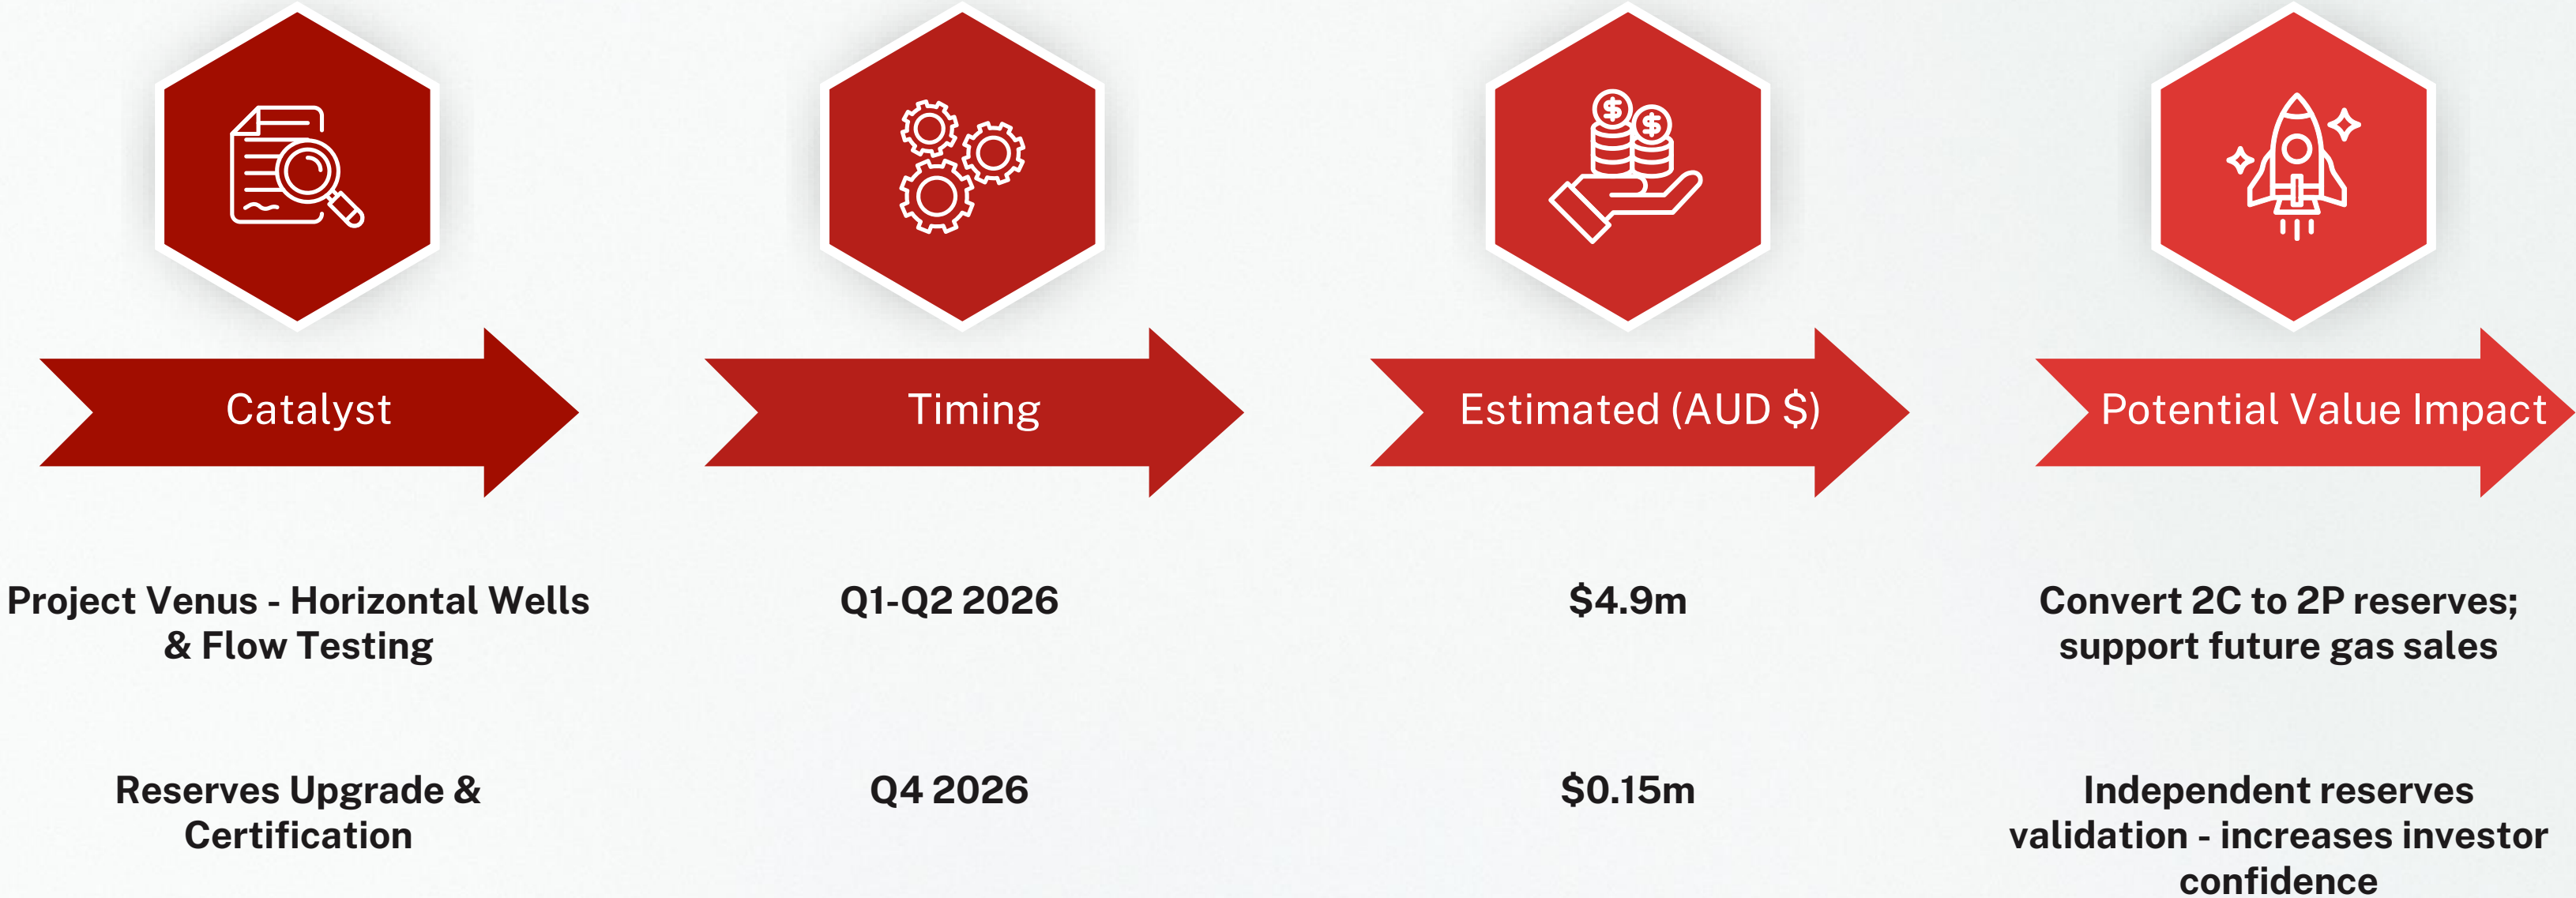 Catalyst
Timing
Estimated (AUD $)
Potential Value Impact
Project Venus - Horizontal Wells
& Flow Testing
Q1-Q2 2026
$4.9m
Convert 2C to 2P reserves;
support future gas sales
Reserves Upgrade &
Certification
Q4 2026
$0.15m
Independent reserves
validation - increases investor
confidence